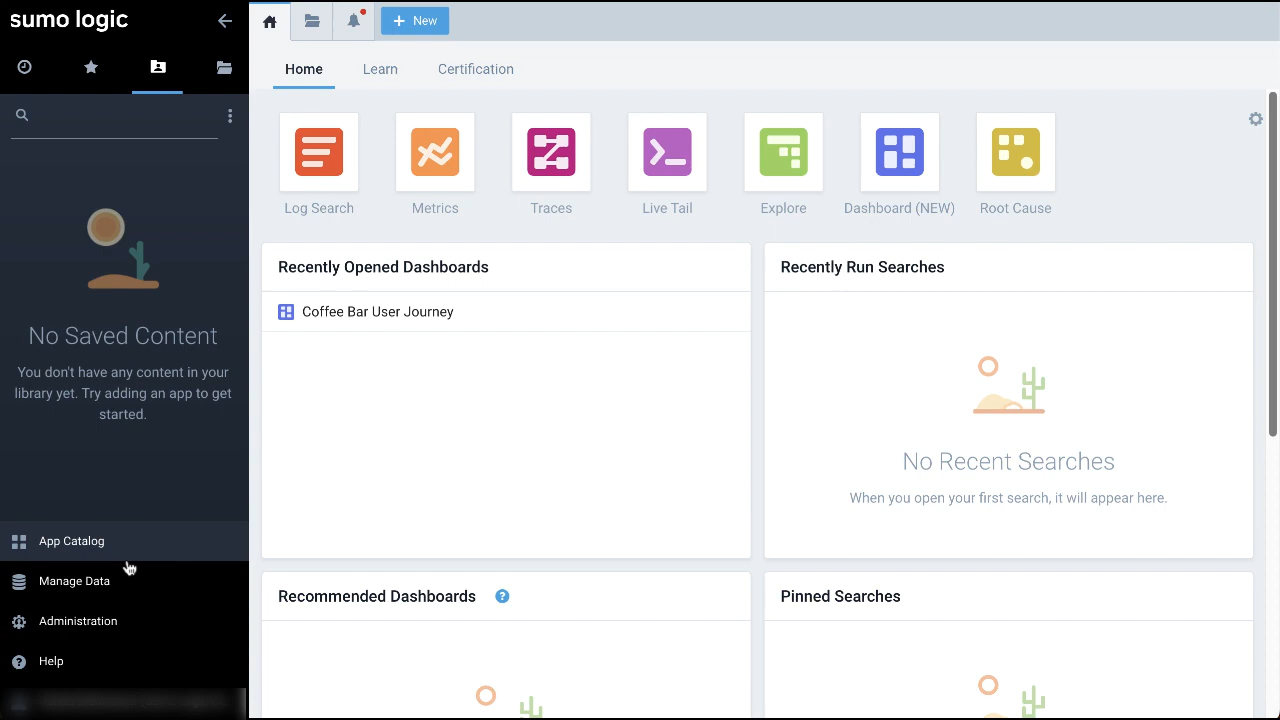 sumo logic
+ New
Home
Learn
Certification
Log Search
Metrics
Traces
Live Tail
Explore
Dashboard (NEW)
Root Cause
No Saved Content
You don't have any content in your
library yet. Try adding an app to get
started.
Recently Opened Dashboards
Coffee Bar User Journey
Recently Run Searches
No Recent Searches
When you open your first search, it will appear here.
App Catalog
Manage Data
Administration
Help
Recommended Dashboards ?
Pinned Searches